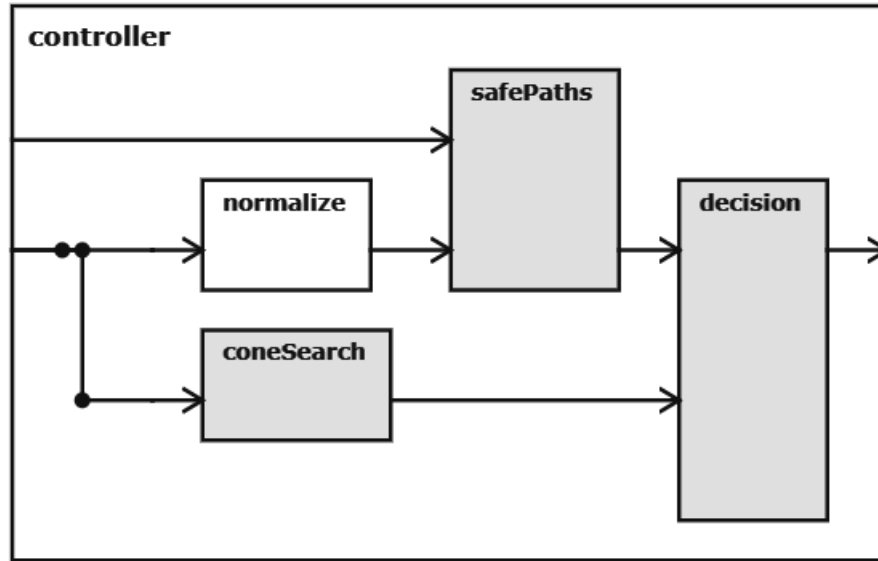 controller
safePaths
normalize
decision
coneSearch